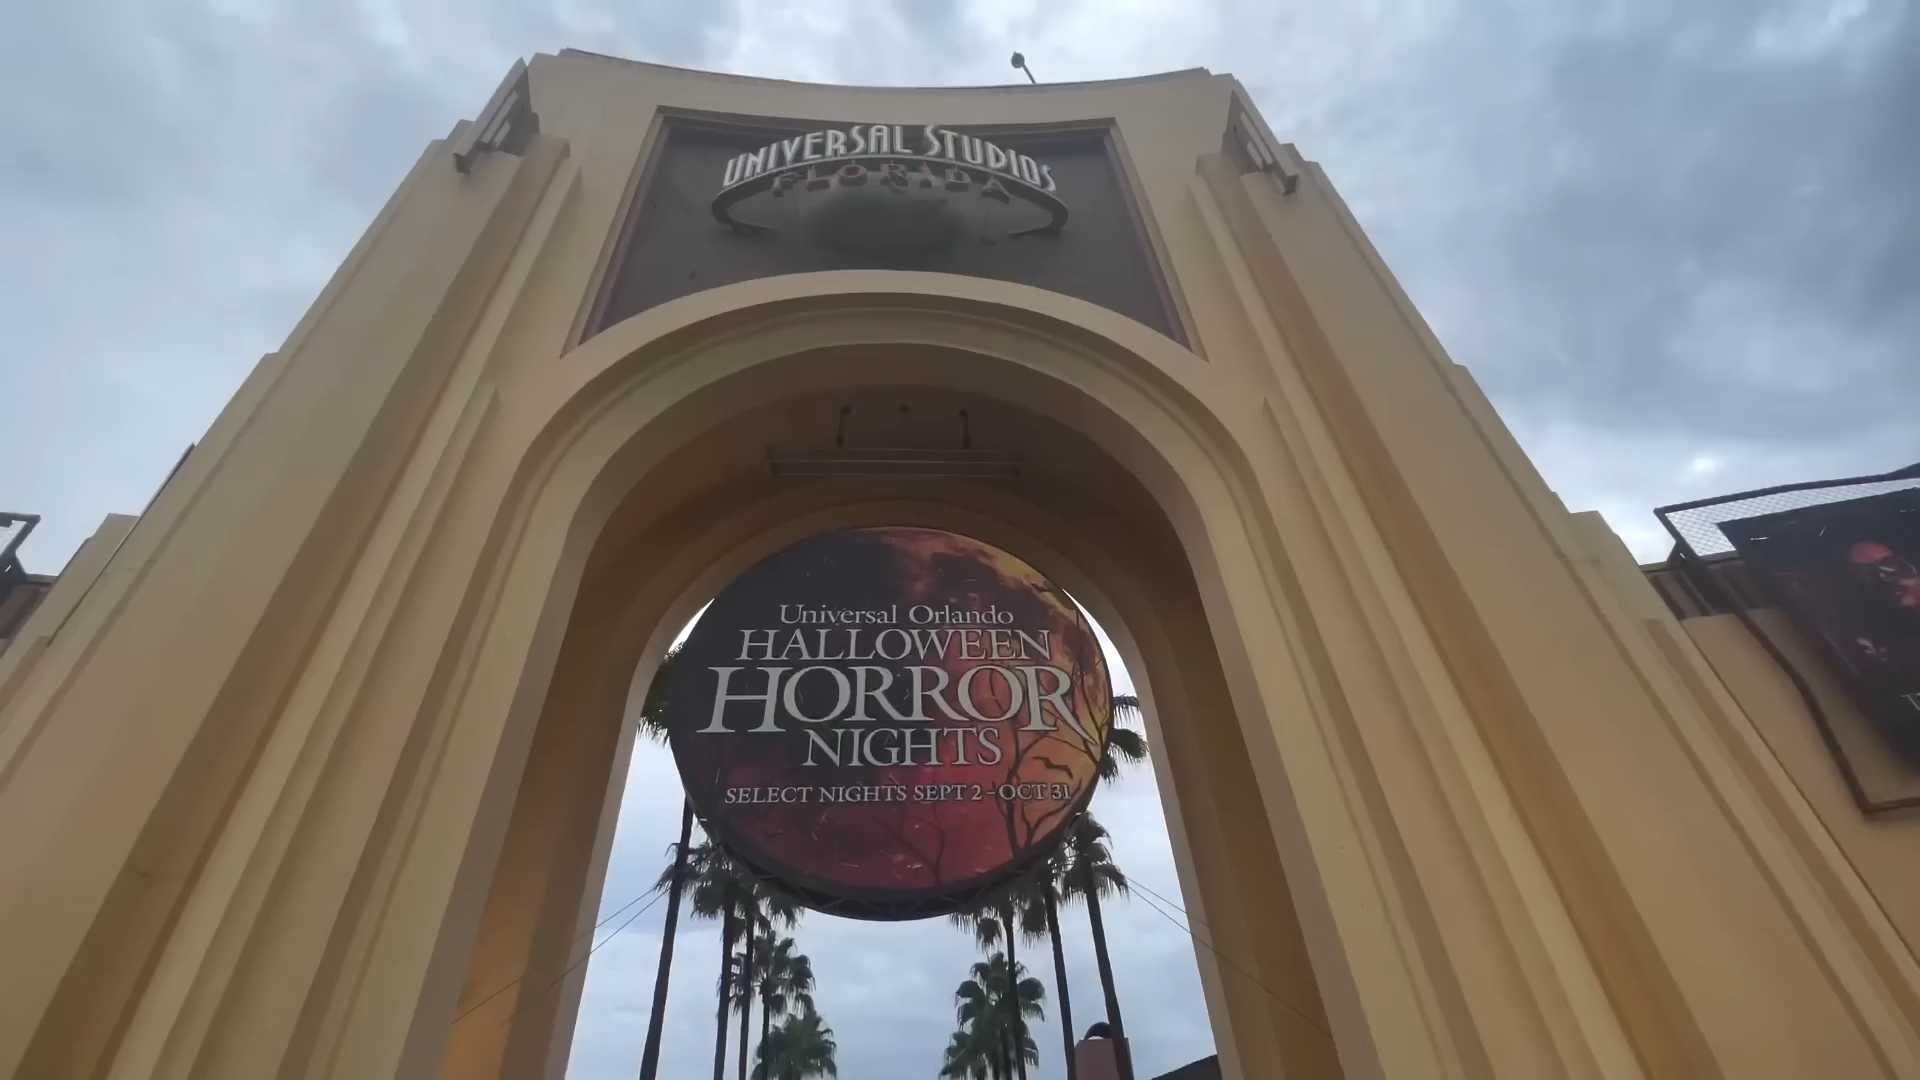 UNIVERSAL STUDIOS
FLORIDA
Universal Orlando
HALLOWEEN
HORROR
NIGHTS
SELECT NIGHTS SEPT 2-OCT 31